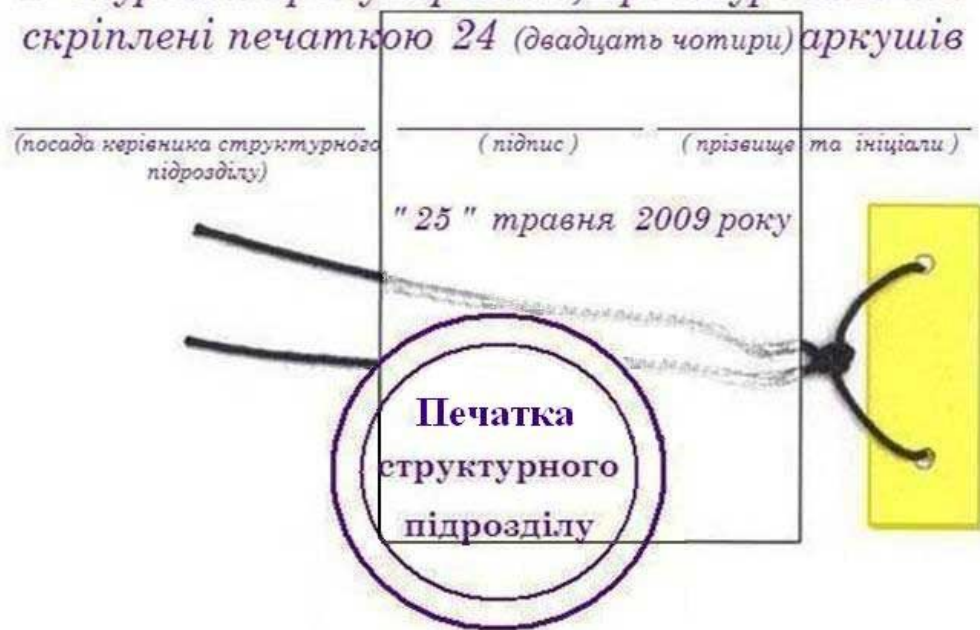 скріплені печаткою 24 (двадцать чотири) аркушів
(посада керівника структурного підрозділу)
( підпис )
( прізвище та ініціали )
" 25 " травня 2009 року
Печатка
структурного
підрозділу